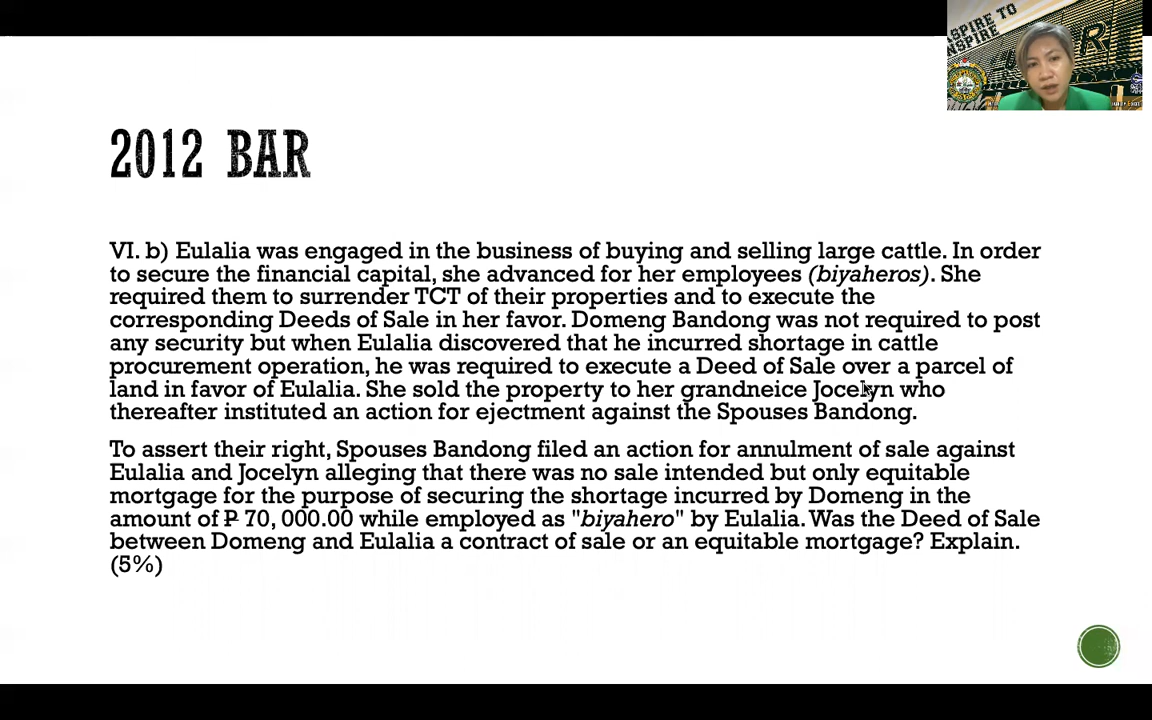 SPIRE TO
NSPIRE
2012 BAR
VI. b) Eulalia was engaged in the business of buying and selling large cattle. In order
to secure the financial capital, she advanced for her employees (biyaheros). She
required them to surrender TCT of their properties and to execute the
corresponding Deeds of Sale in her favor. Domeng Bandong was not required to post
any security but when Eulalia discovered that he incurred shortage in cattle
procurement operation, he was required to execute a Deed of Sale over a parcel of
land in favor of Eulalia. She sold the property to her grandneice Jocelyn who
thereafter instituted an action for ejectment against the Spouses Bandong.
To assert their right, Spouses Bandong filed an action for annulment of sale against
Eulalia and Jocelyn alleging that there was no sale intended but only equitable
mortgage for the purpose of securing the shortage incurred by Domeng in the
amount of ₱ 70, 000.00 while employed as "biyahero" by Eulalia. Was the Deed of Sale
between Domeng and Eulalia a contract of sale or an equitable mortgage? Explain.
(5%)